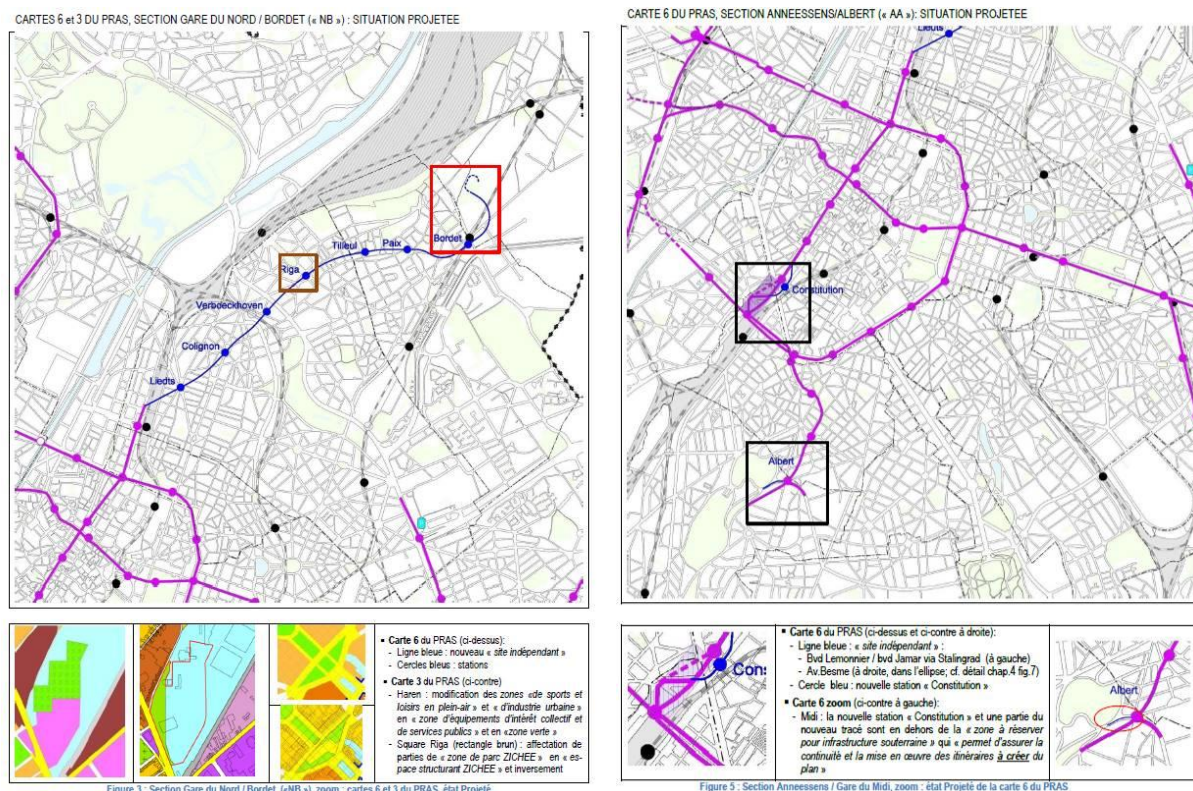 CARTES 6 et 3 DU PRAS, SECTION GARE DU NORD / BORDET (« NB ») : SITUATION PROJETEE
Bordet
Tilleul
Paix
Riga
Verboeckhoven
Colignon
Liedts
▪ Carte 6 du PRAS (ci-dessus):
- Ligne bleue : nouveau « site indépendant »
- Cercles bleus : stations
▪ Carte 3 du PRAS (ci-contre)
- Haren : modification des zones «de sports et
loisirs en plein-air » et « d'industrie urbaine »
en « zone d'équipements d'intérêt collectif et
de services publics » et en «zone verte »
- Square Riga (rectangle brun) : affectation de
parties de « zone de parc ZICHEE » en « es-
pace structurant ZICHEE » et inversement
Figure 3 : Section Gare du Nord / Bordet («NB»), zoom : cartes 6 et 3 du PRAS, état Projeté
CARTE 6 DU PRAS, SECTION ANNEESSENS/ALBERT (« AA ») : SITUATION PROJETEE
Liedts
Constitution
Albert
Cons
▪ Carte 6 du PRAS (ci-dessus et ci-contre à droite):
- Ligne bleue : « site indépendant » :
- Bvd Lemonnier / bvd Jamar via Stalingrad (à gauche)
- Av.Besme (à droite, dans l'ellipse; cf. détail chap.4 fig.7)
- Cercle bleu : nouvelle station « Constitution »
▪ Carte 6 zoom (ci-contre à gauche):
- Midi : la nouvelle station « Constitution » et une partie du
nouveau tracé sont en dehors de la « zone à réserver
pour infrastructure souterraine » qui « permet d'assurer la
continuité et la mise en œuvre des itinéraires à créer du
plan »
Albert
Figure 5 : Section Anneessens / Gare du Midi, zoom : état Projeté de la carte 6 du PRAS